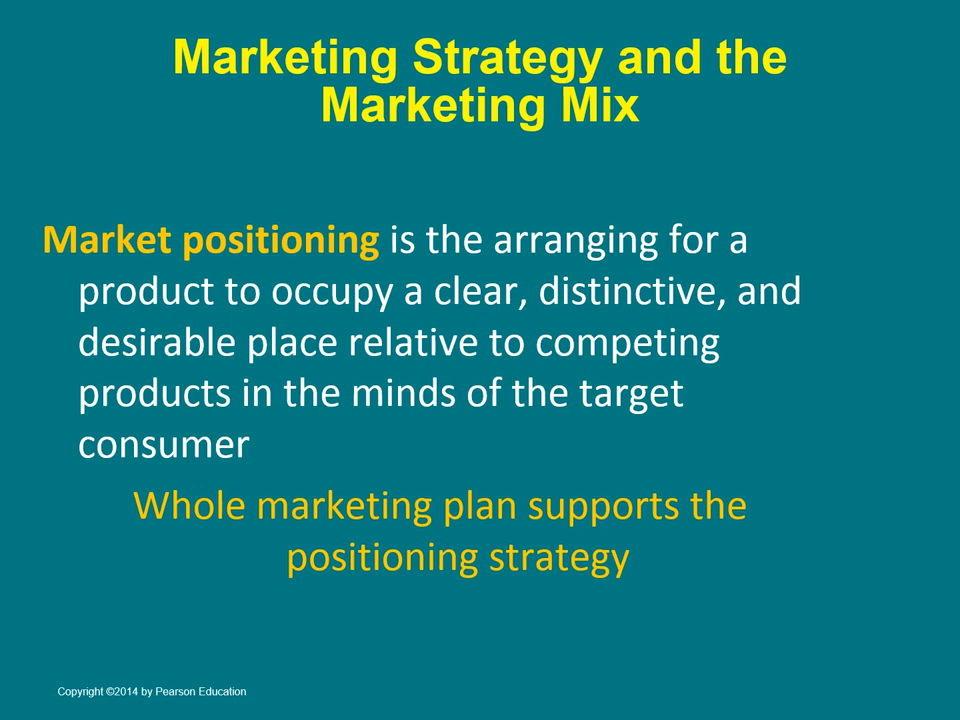 Marketing Strategy and the
Marketing Mix
Market positioning is the arranging for a
product to occupy a clear, distinctive, and
desirable place relative to competing
products in the minds of the target
consumer
Whole marketing plan supports the
positioning strategy
Copyright ©2014 by Pearson Education